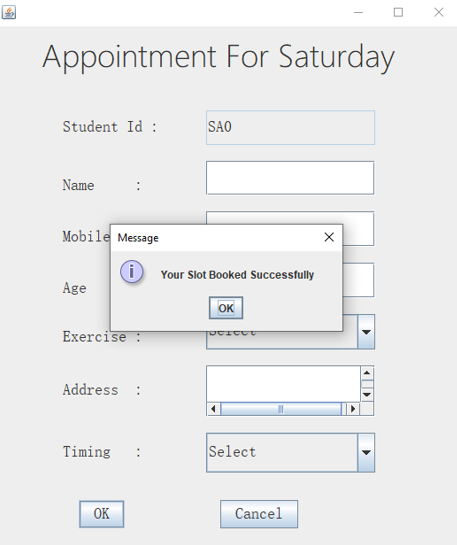 Appointment For Saturday
Student Id :
SA0
Name :
Mobile
Message
Your Slot Booked Successfully
OK
Age
Exercise :
Select
Address :
Timing :
Select
OK
Cancel